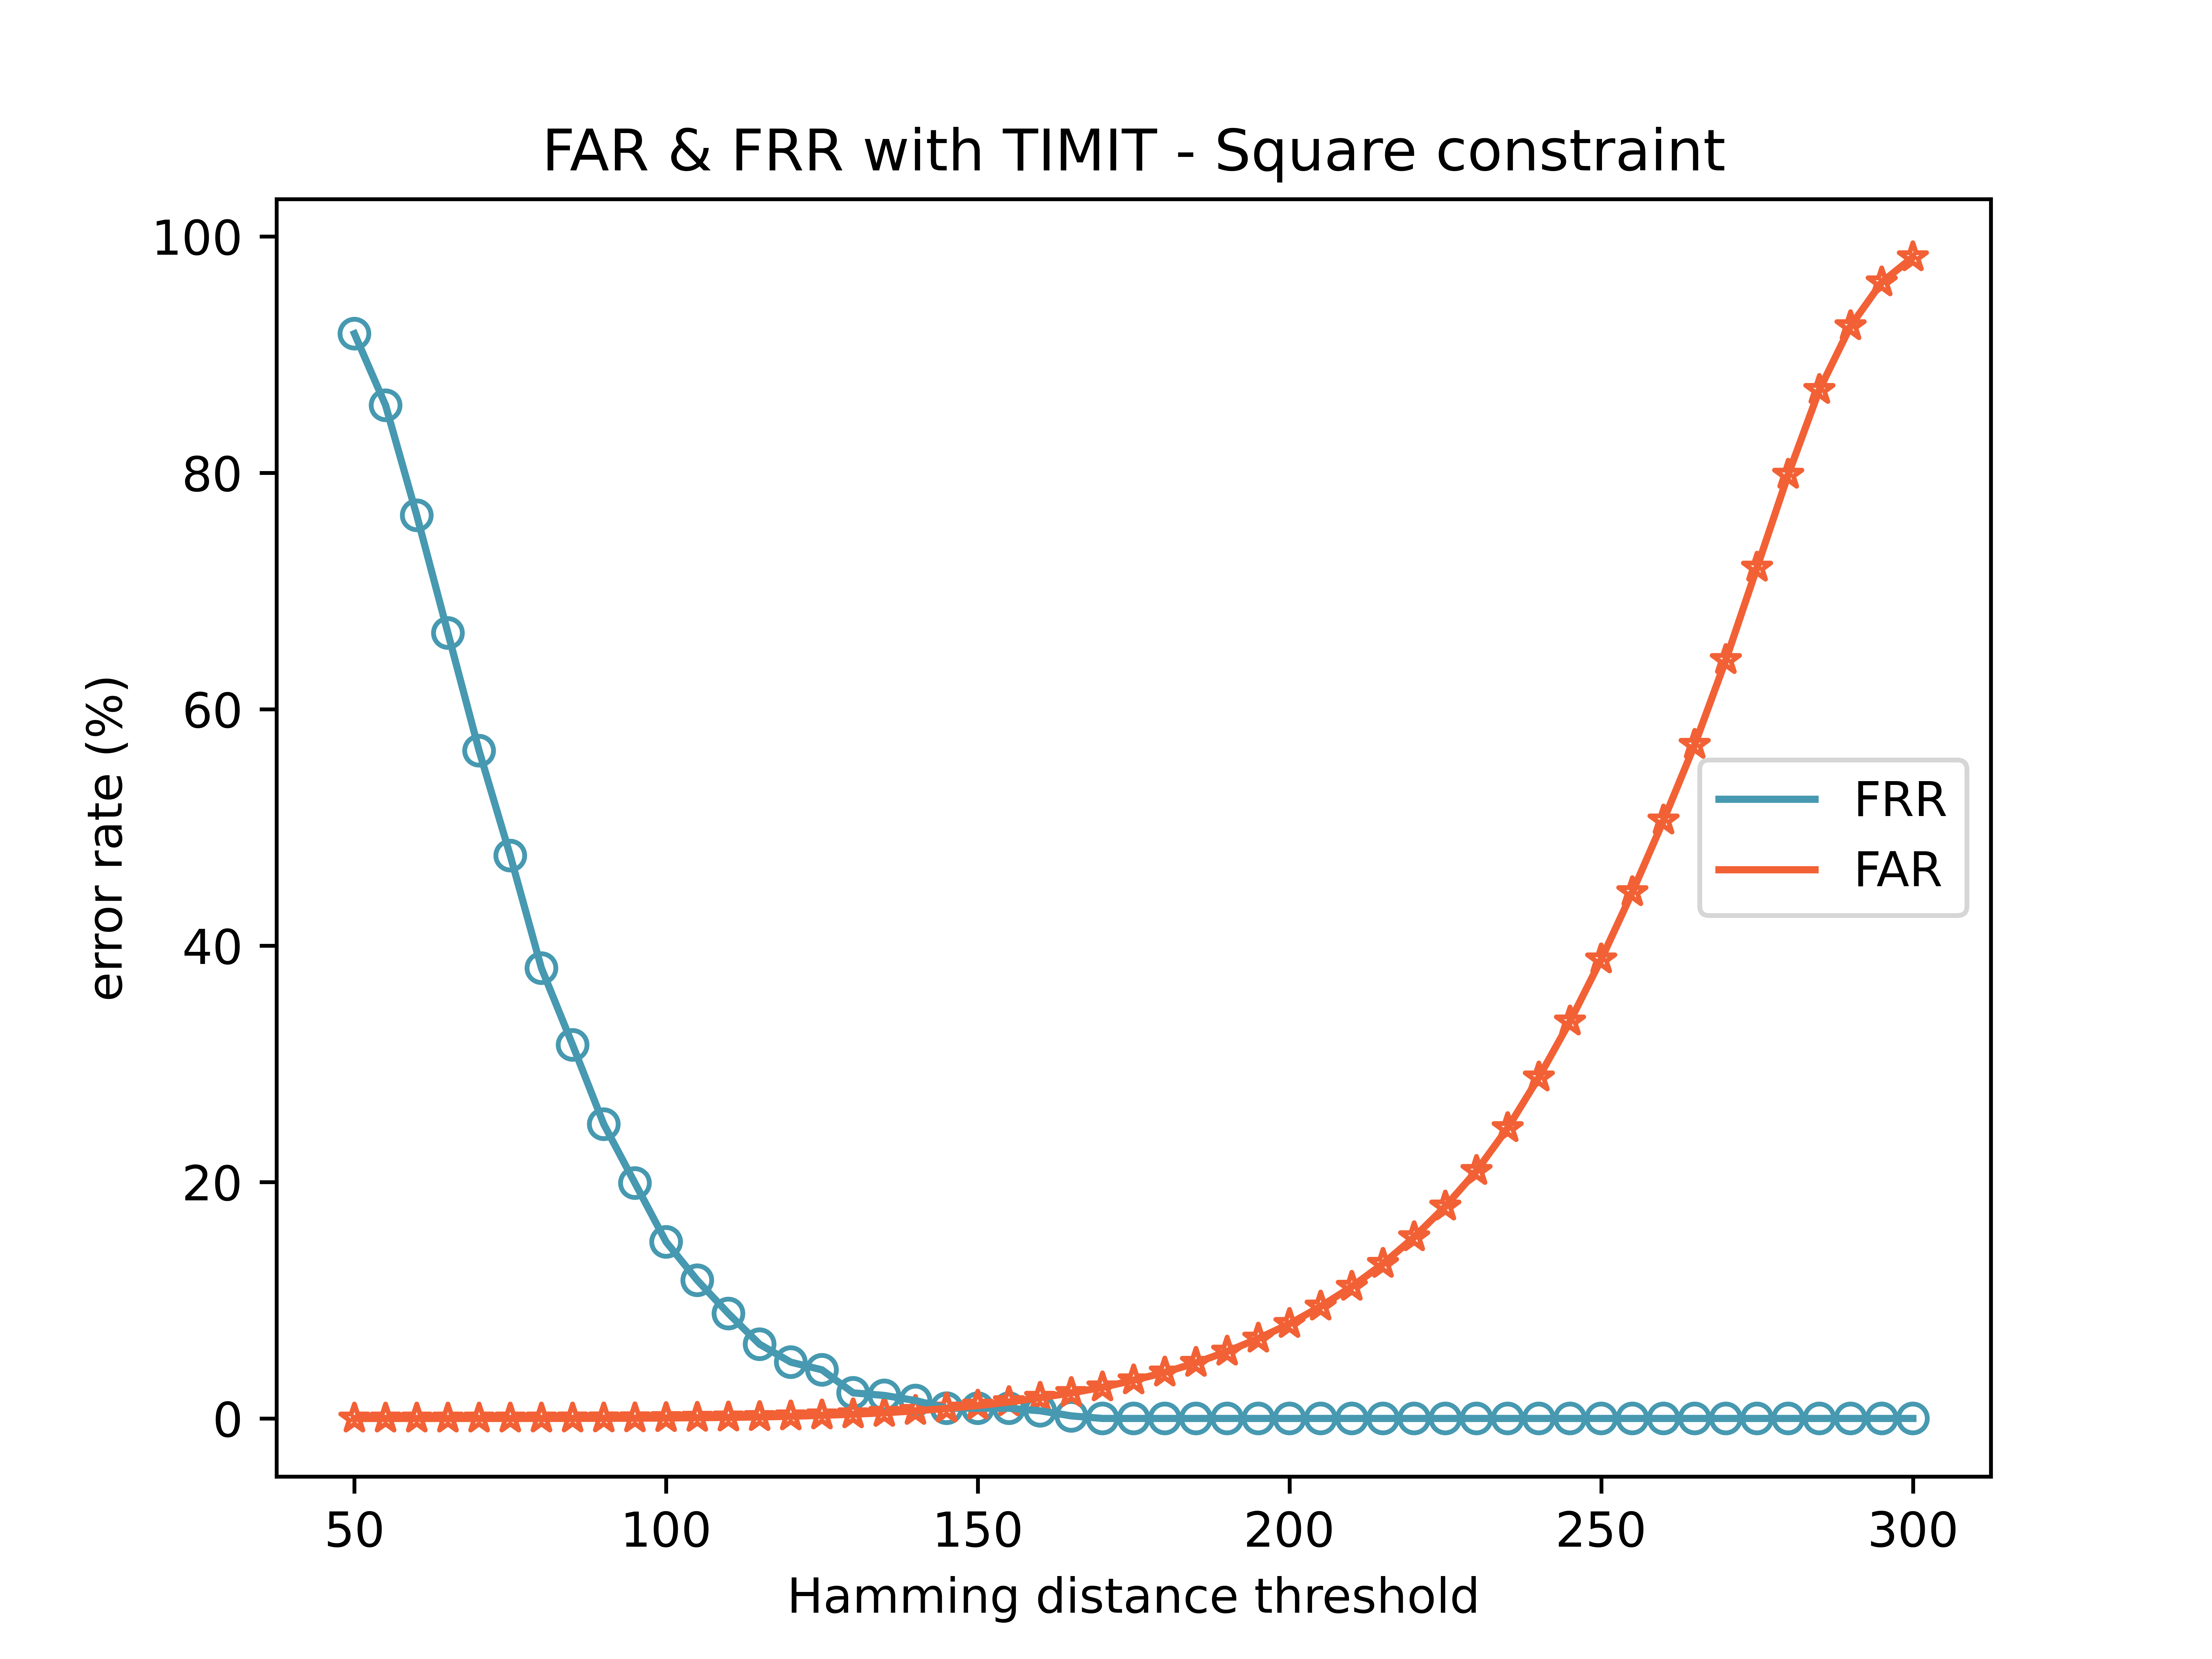 FAR & FRR with TIMIT - Square constraint
100
80
60
40
20
0
error rate (%)
FRR
FAR
50 100 150 200 250 300
Hamming distance threshold